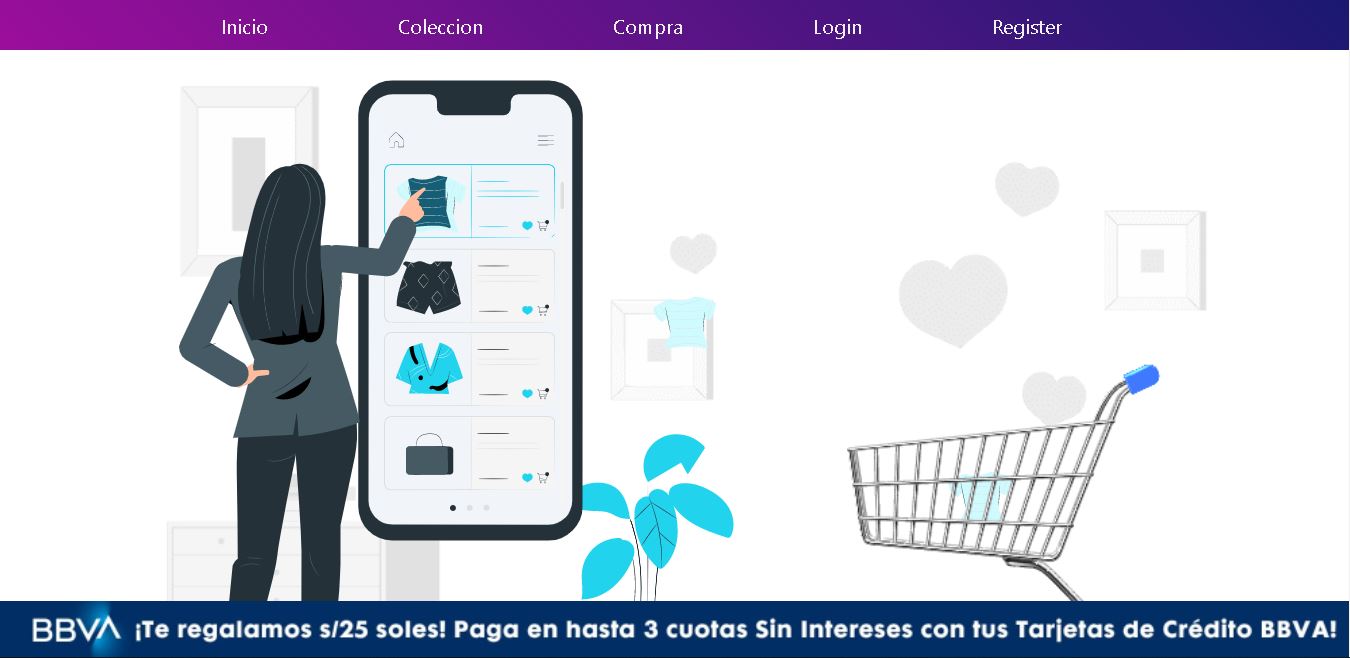 Inicio Coleccion Compra Login Register
BBVA ¡Te regalamos s/25 soles! Paga en hasta 3 cuotas Sin Intereses con tus Tarjetas de Crédito BBVA!